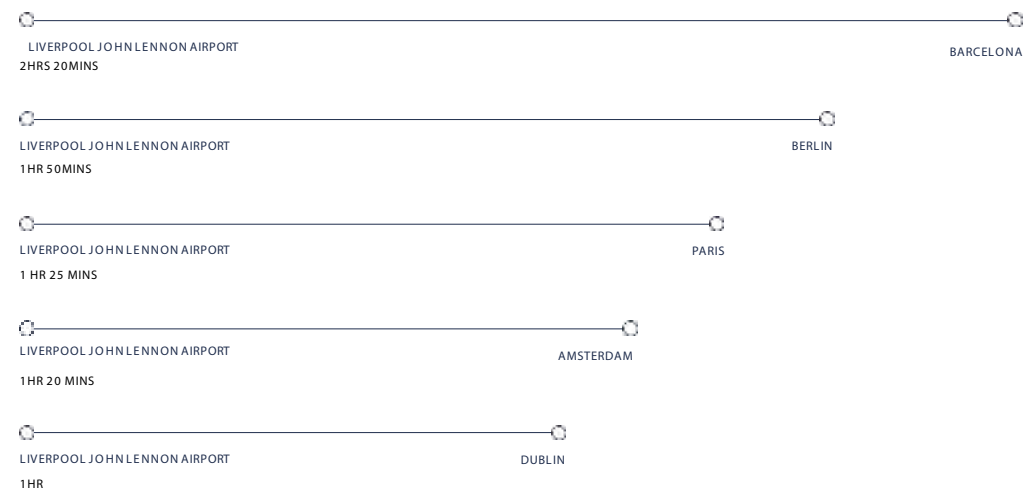 LIVERPOOL JOHN LENNON AIRPORT
BARCELONA
2HRS 20MINS
LIVERPOOL JOHN LENNON AIRPORT
BERLIN
1HR 50MINS
LIVERPOOL JOHN LENNON AIRPORT
PARIS
1 HR 25 MINS
LIVERPOOL JOHN LENNON AIRPORT
AMSTERDAM
1HR 20 MINS
LIVERPOOL JOHN LENNON AIRPORT
DUBLIN
1HR